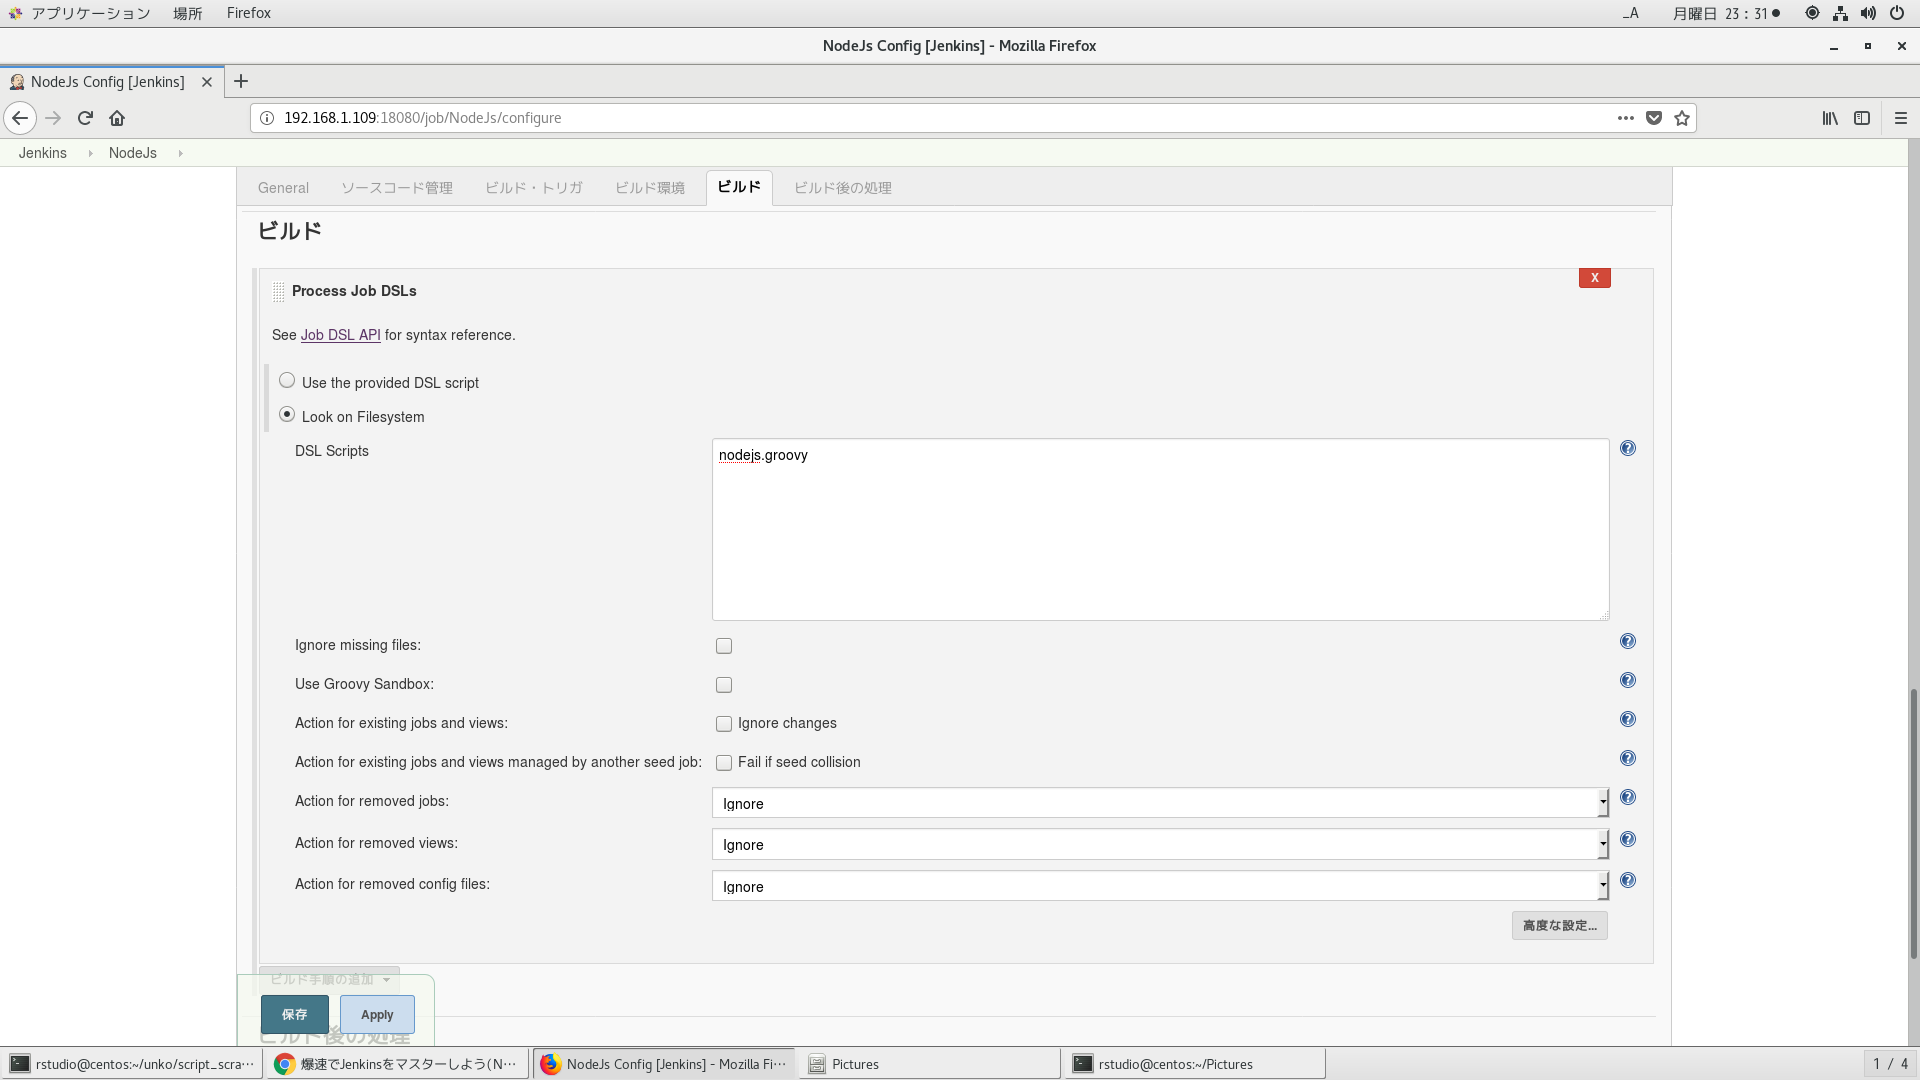 アプリケーション 場所 Firefox _A 月曜日 23：31
NodeJs Config [Jenkins] - Mozilla Firefox
NodeJs Config [Jenkins]
192.168.1.109:18080/job/NodeJs/configure
Jenkins NodeJs
General ソースコード管理 ビルド・トリガ ビルド環境 ビルド ビルド後の処理
ビルド
X
Process Job DSLs
See Job DSL API for syntax reference.
Use the provided DSL script
Look on Filesystem
DSL Scripts nodejs.groovy
Ignore missing files:
Use Groovy Sandbox:
Action for existing jobs and views: Ignore changes
Action for existing jobs and views managed by another seed job: Fail if seed collision
Action for removed jobs: Ignore
Action for removed views: Ignore
Action for removed config files: Ignore
高度な設定...
ビルド手順の追加
保存 Apply
ビルド後の処理
rstudio@centos:~/unko/script_scra… 爆速でJenkinsをマスターしよう(N… NodeJs Config [Jenkins] - Mozilla Fi… Pictures rstudio@centos:~/Pictures 1 / 4